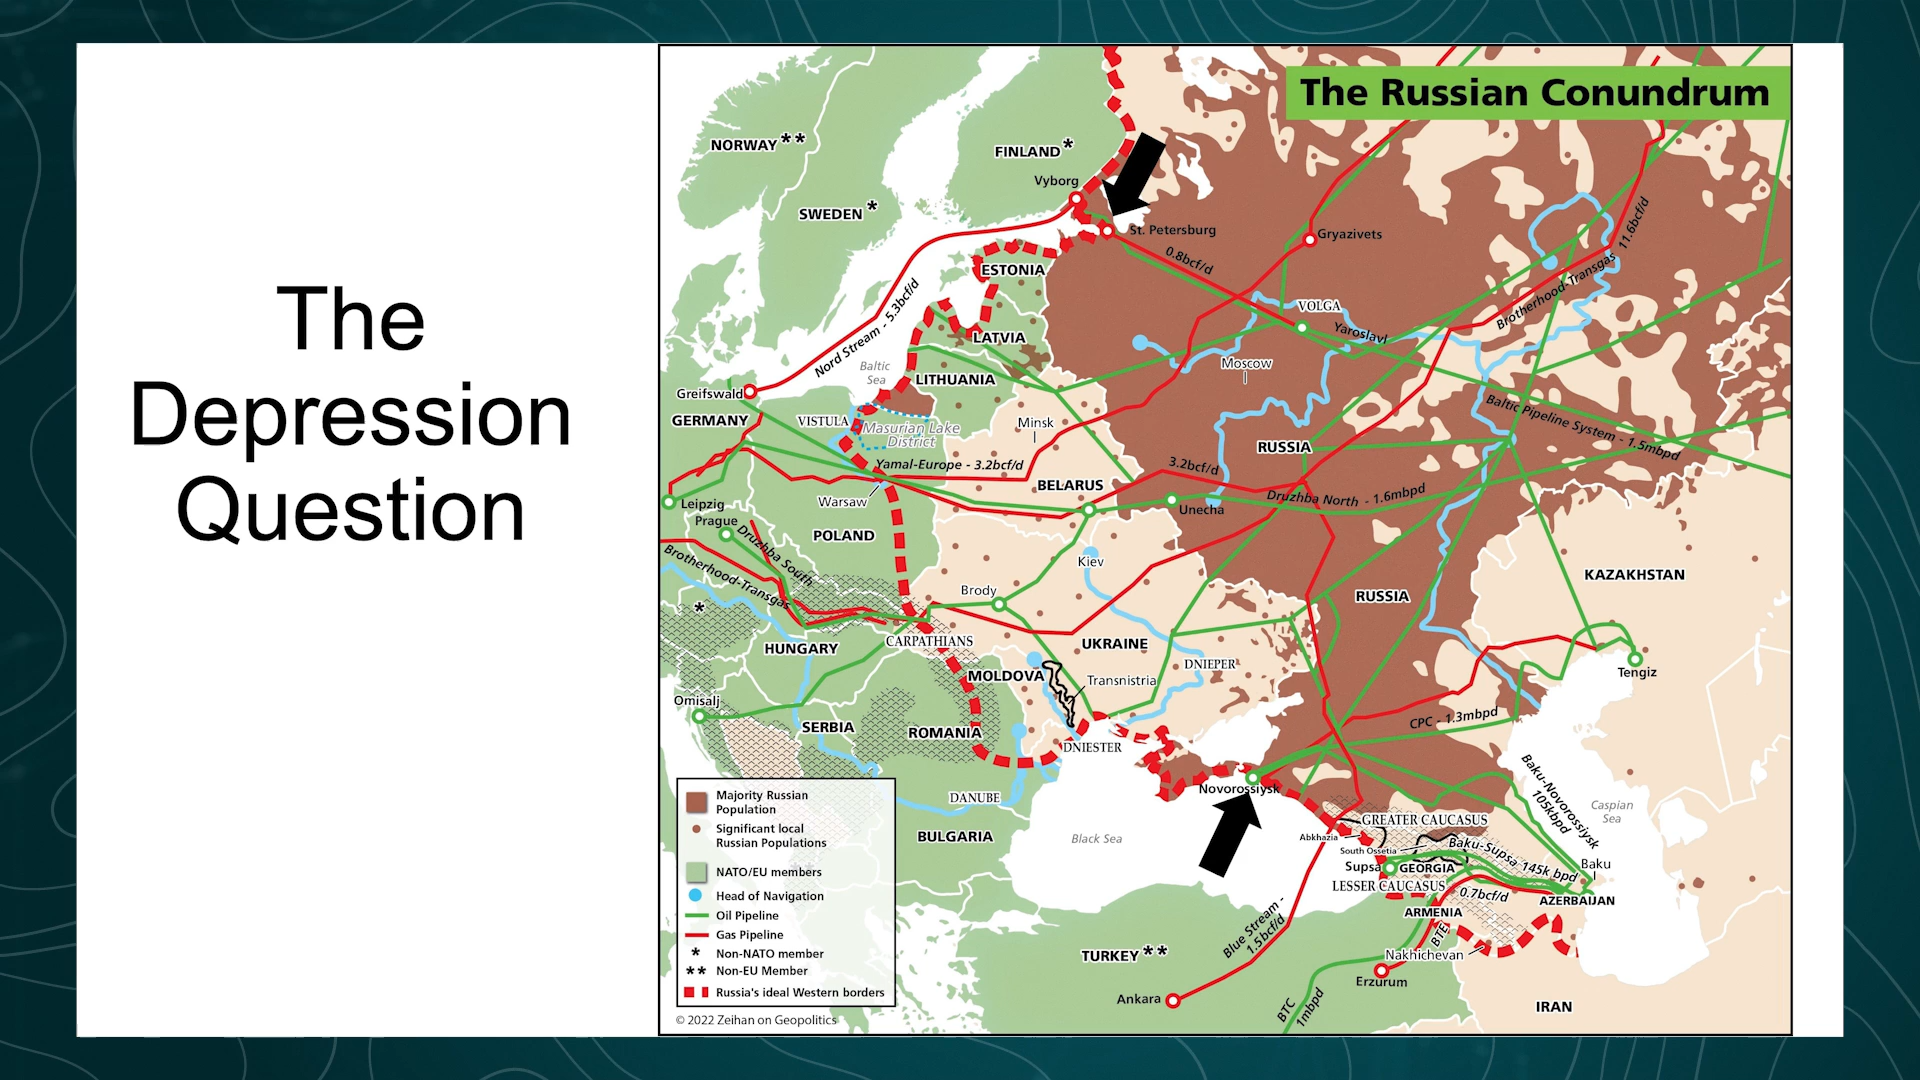 The
Depression
Question
The Russian Conundrum
NORWAY **
FINLAND *
Vyborg
SWEDEN *
St. Petersburg
Gryazivets
11.6bcf/d
0.8bcf/d
ESTONIA
Brotherhood-Transgas
Nord Stream - 5.3bcf/d
VOLGA
Yaroslavl
LATVIA
Baltic
Sea
Moscow
LITHUANIA
Greifswald
GERMANY
VISTULA
Masurian Lake
District
Minsk
Baltic Pipeline System - 1.5mbpd
RUSSIA
Yamal-Europe - 3.2bcf/d
3.2bcf/d
BELARUS
Druzhba North - 1.6mbpd
Warsaw
Leipzig
Unecha
Prague
POLAND
Druzhba South
Brotherhood-Transgas
Kiev
KAZAKHSTAN
Brody
RUSSIA
*
CARPATHIANS
UKRAINE
HUNGARY
DNIEPER
MOLDOVA
Transnistria
Tengiz
Omisalj
CPC - 1.3mbpd
SERBIA
ROMANIA
DNIESTER
Novorossiysk
Baku-Novorossiysk
105kbpd
DANUBE
Caspian
Sea
BULGARIA
Black Sea
GREATER CAUCASUS
Abkhazia
South Ossetia
Baku-Supsa 145k bpd
Supsa
GEORGIA
Baku
LESSER CAUCASUS
0.7bcf/d
AZERBAIJAN
ARMENIA
BTE
Blue Stream -
1.5bcf/d
TURKEY **
Nakhichevan
Erzurum
Ankara
BTC
1mbpd
IRAN
Majority Russian
Population
Significant local
Russian Populations
NATO/EU members
Head of Navigation
Oil Pipeline
Gas Pipeline
* Non-NATO member
** Non-EU Member
Russia's ideal Western borders
© 2022 Zeihan on Geopolitics